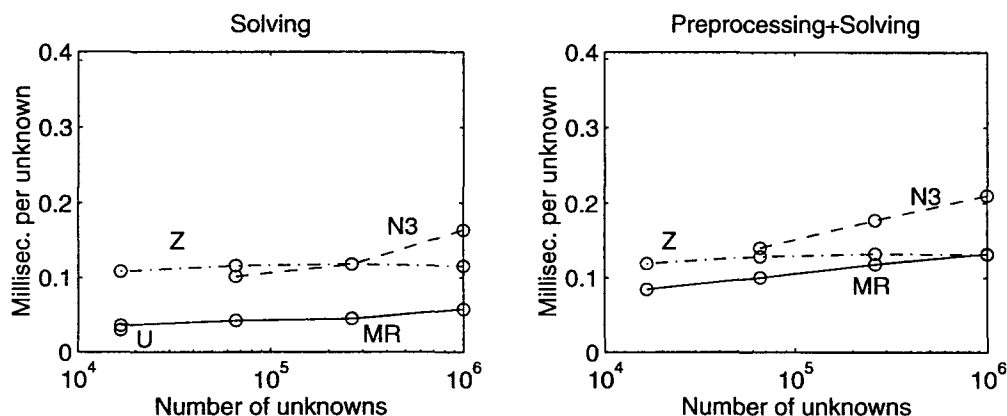 Solving
Preprocessing+Solving
0.4
0.3
0.2
0.1
0
Millisec. per unknown
Z
N3
U
MR
10^4
10^5
10^6
Number of unknowns
0.4
0.3
0.2
0.1
0
Millisec. per unknown
Z
N3
MR
10^4
10^5
10^6
Number of unknowns